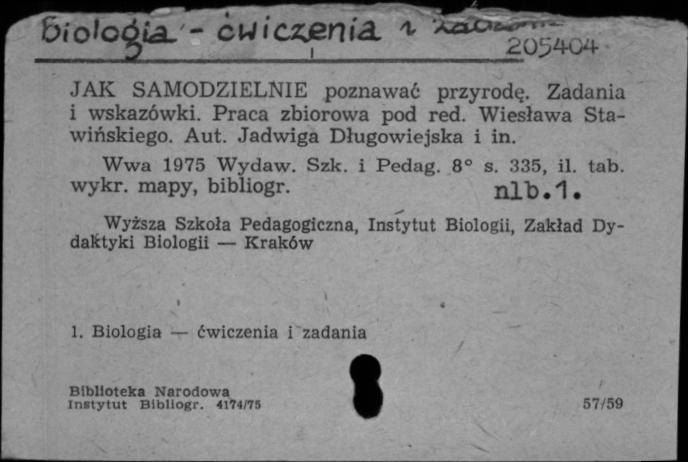 Biologia - ćwiczenia i zadania
205404
JAK SAMODZIELNIE poznawać przyrodę. Zadania
i wskazówki. Praca zbiorowa pod red. Wiesława Sta-
wińskiego. Aut. Jadwiga Długowiejska i in.
Wwa 1975 Wydaw. Szk. i Pedag. 8° s. 335, il. tab.
wykr. mapy, bibliogr. nlb.1.
Wyższa Szkoła Pedagogiczna, Instytut Biologii, Zakład Dy-
daktyki Biologii — Kraków
1. Biologia — ćwiczenia i zadania
Biblioteka Narodowa
Instytut Bibliogr. 4174/75 57/59